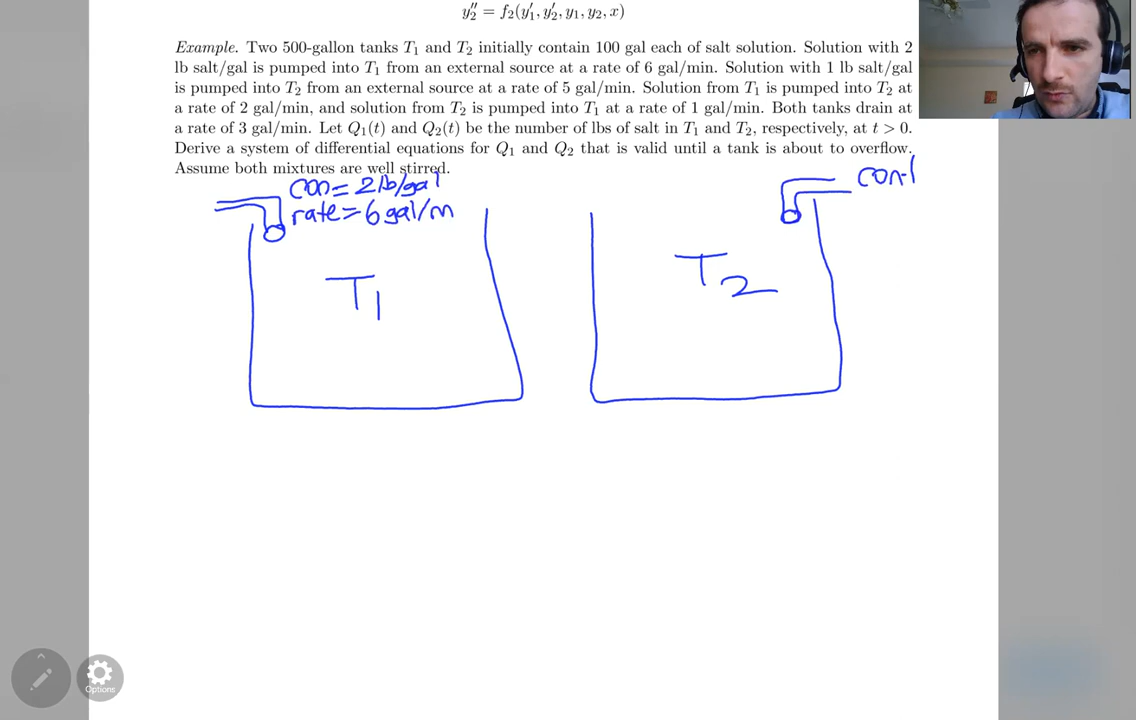 y₂″ = f₂(y₁′, y₂′, y₁, y₂, x)
Example. Two 500-gallon tanks T₁ and T₂ initially contain 100 gal each of salt solution. Solution with 2
lb salt/gal is pumped into T₁ from an external source at a rate of 6 gal/min. Solution with 1 lb salt/gal
is pumped into T₂ from an external source at a rate of 5 gal/min. Solution from T₁ is pumped into T₂ at
a rate of 2 gal/min, and solution from T₂ is pumped into T₁ at a rate of 1 gal/min. Both tanks drain at
a rate of 3 gal/min. Let Q₁(t) and Q₂(t) be the number of lbs of salt in T₁ and T₂, respectively, at t > 0.
Derive a system of differential equations for Q₁ and Q₂ that is valid until a tank is about to overflow.
Assume both mixtures are well stirred.
con = 2 lb/gal
rate = 6 gal/m
con
T₁
T₂
Options